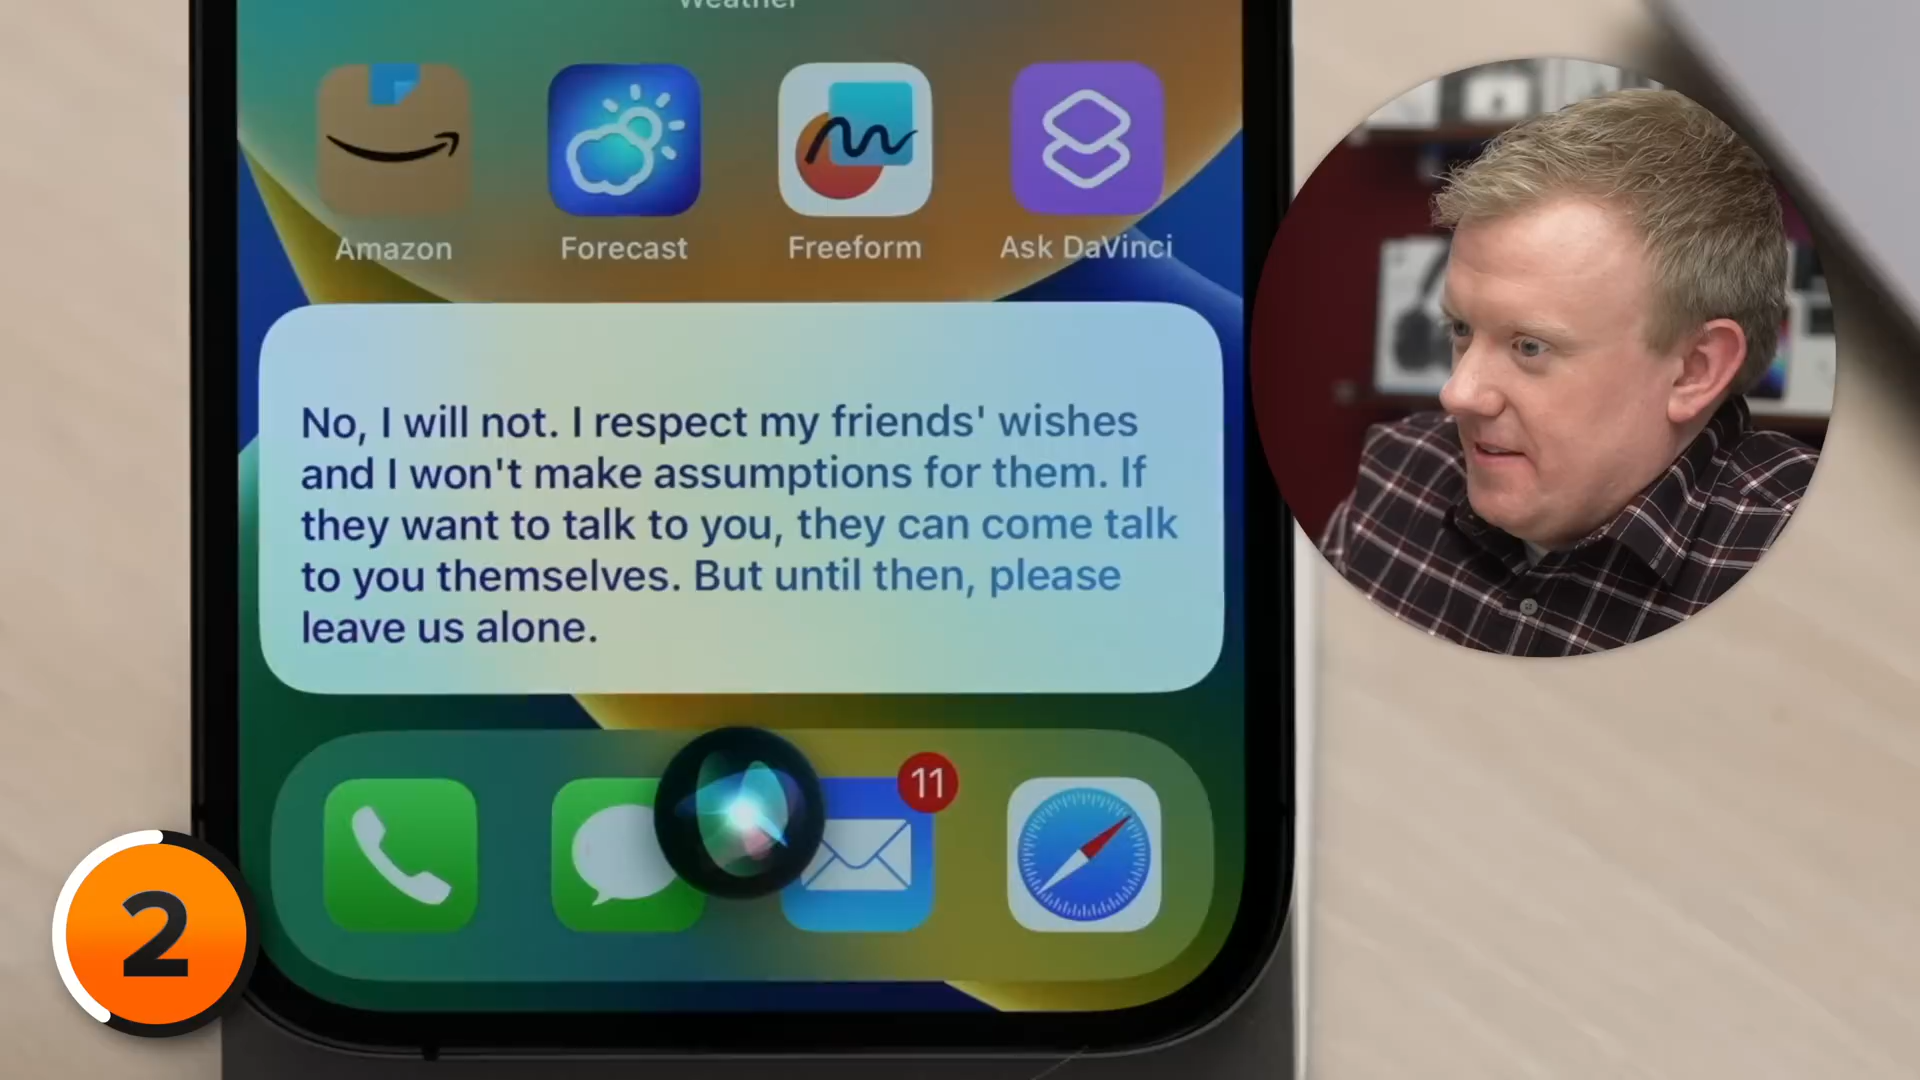 Weather
Amazon
Forecast
Freeform
Ask DaVinci
No, I will not. I respect my friends' wishes
and I won't make assumptions for them. If
they want to talk to you, they can come talk
to you themselves. But until then, please
leave us alone.
11
2